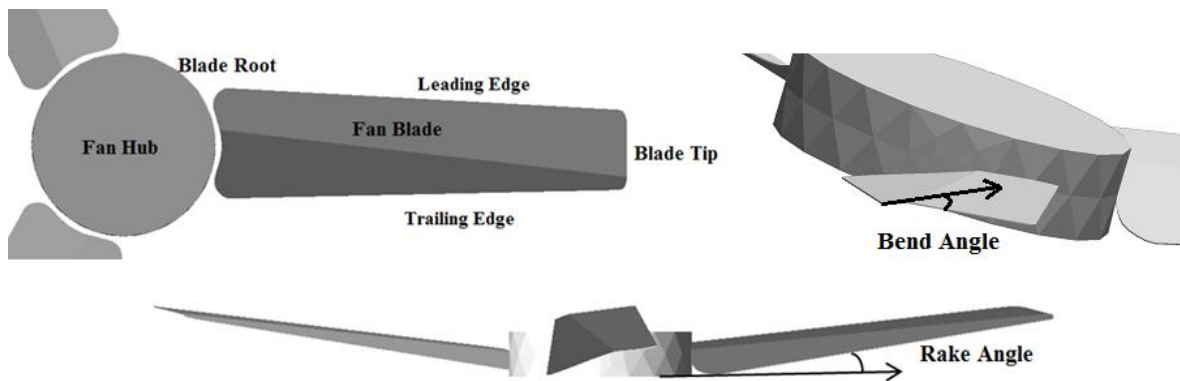 Blade Root
Leading Edge
Fan Hub
Fan Blade
Blade Tip
Trailing Edge
Bend Angle
Rake Angle